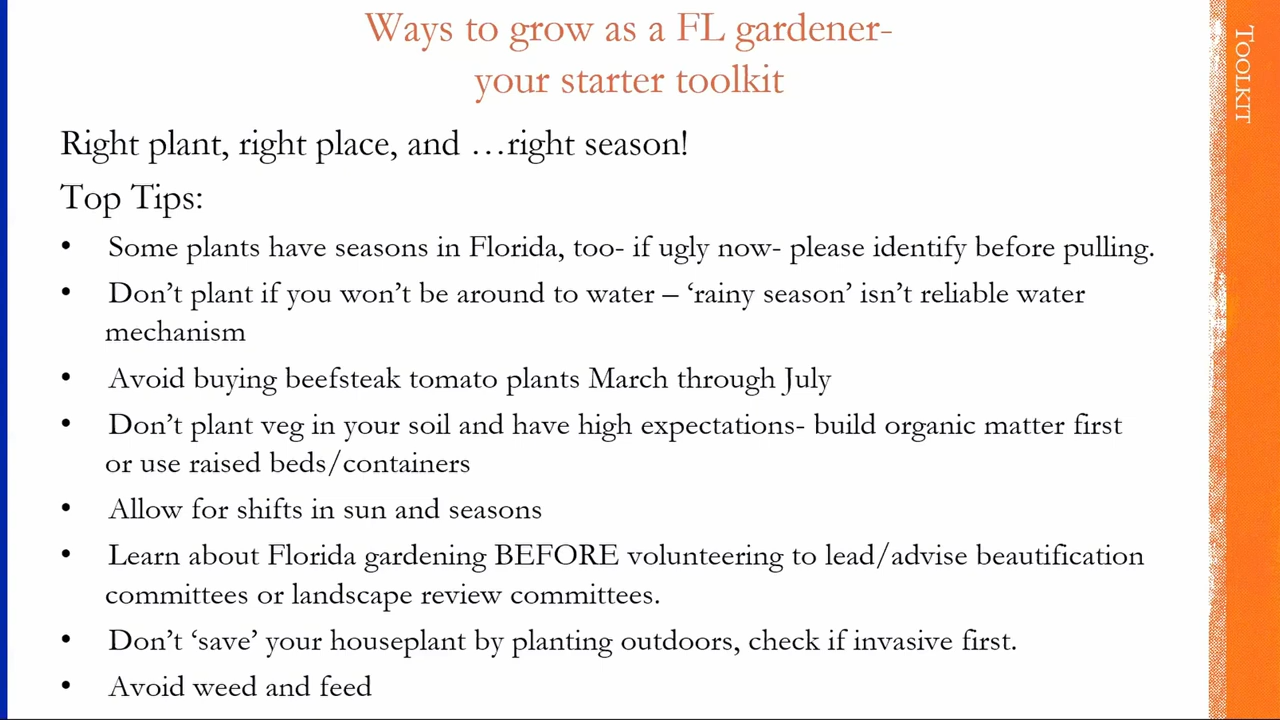 Ways to grow as a FL gardener-
your starter toolkit
Right plant, right place, and …right season!
Top Tips:
• Some plants have seasons in Florida, too- if ugly now- please identify before pulling.
• Don’t plant if you won’t be around to water – ‘rainy season’ isn’t reliable water
mechanism
• Avoid buying beefsteak tomato plants March through July
• Don’t plant veg in your soil and have high expectations- build organic matter first
or use raised beds/containers
• Allow for shifts in sun and seasons
• Learn about Florida gardening BEFORE volunteering to lead/advise beautification
committees or landscape review committees.
• Don’t ‘save’ your houseplant by planting outdoors, check if invasive first.
• Avoid weed and feed
TOOLKIT